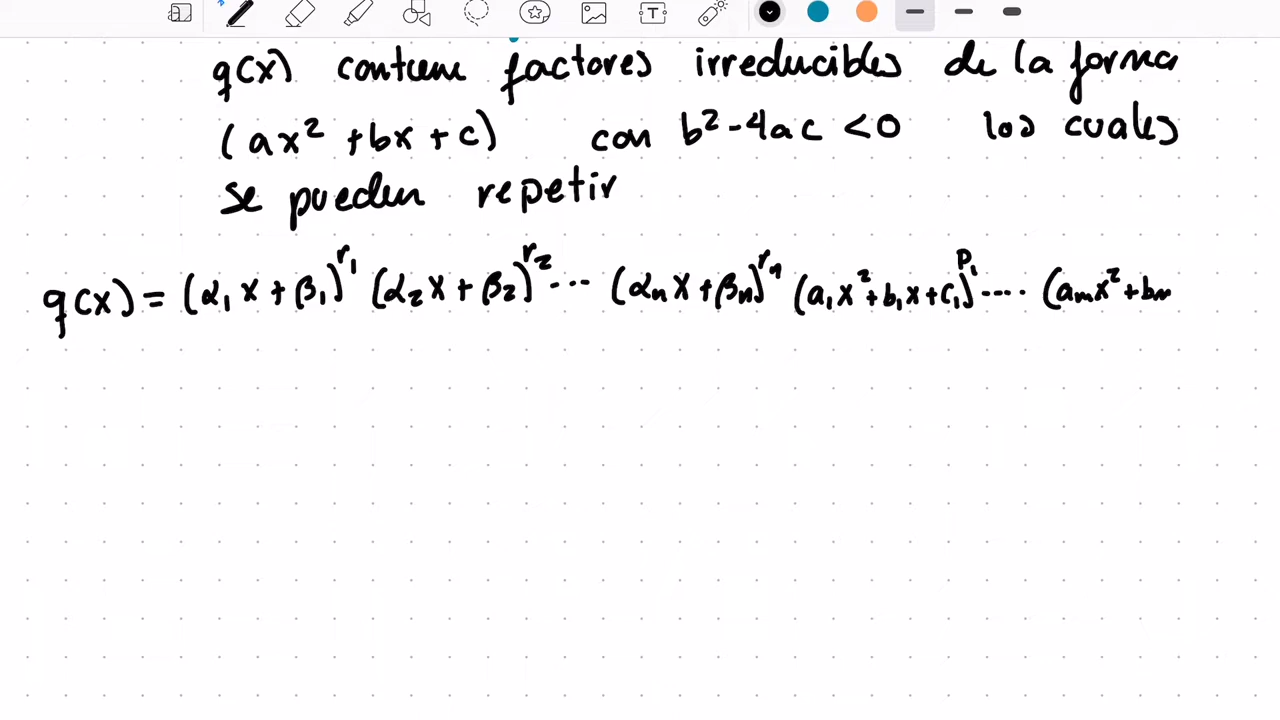 q(x) contiene factores irreducibles de la forma
(ax² + bx + c) con b² - 4ac < 0 los cuales
se pueden repetir
q(x) = (α₁x + β₁)^r₁ (α₂x + β₂)^r₂ ... (αₙx + βₙ)^rₙ (a₁x² + b₁x + c₁)^p₁ .... (aₘx² + bₘ